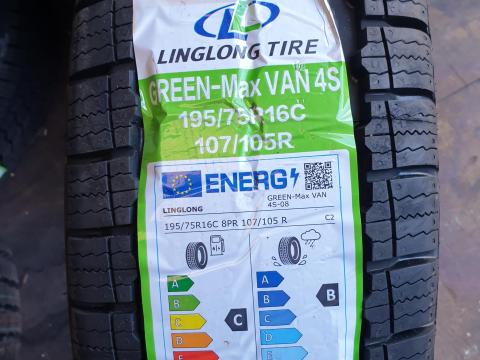 LINGLONG TIRE
GREEN-Max VAN 4S
195/75R16C
107/105R
ENERG
LINGLONG
GREEN-Max VAN
4S-08
195/75R16C 8PR 107/105 R
C2
A
B
C
D
C
A
B
C
D
B